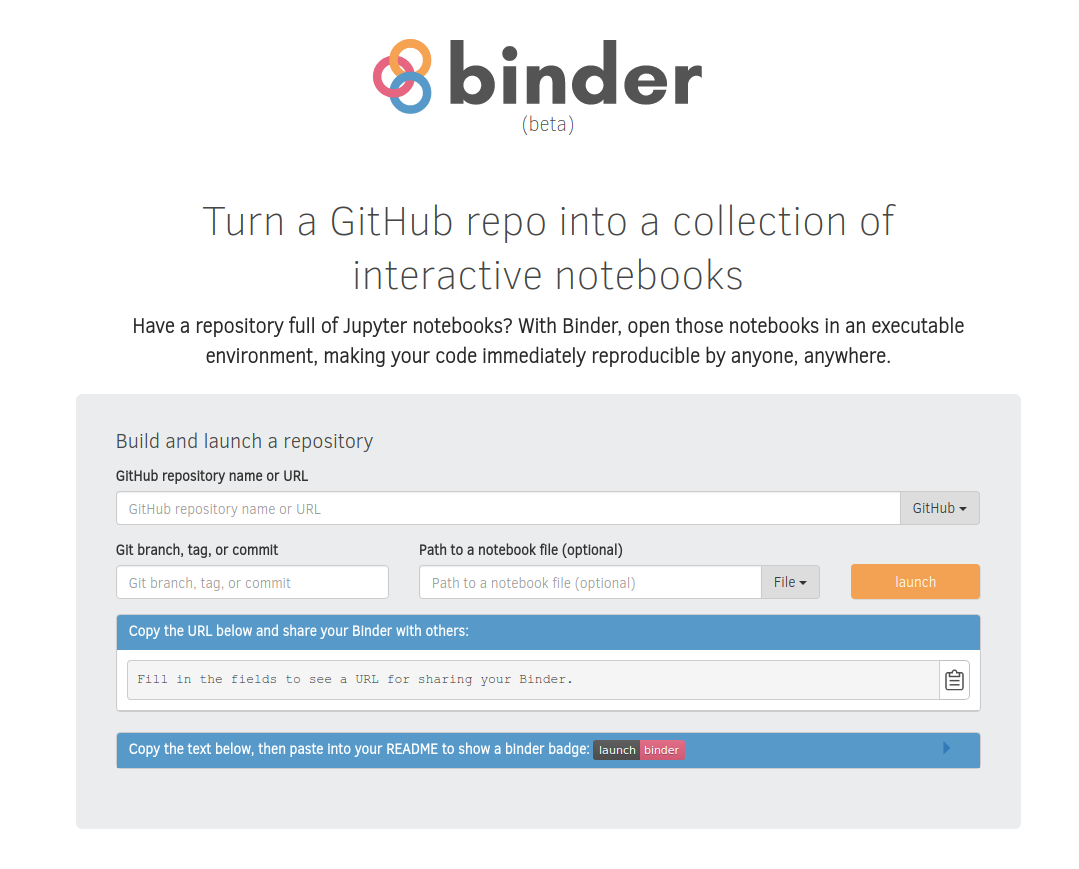 binder
(beta)
Turn a GitHub repo into a collection of
interactive notebooks
Have a repository full of Jupyter notebooks? With Binder, open those notebooks in an executable
environment, making your code immediately reproducible by anyone, anywhere.
Build and launch a repository
GitHub repository name or URL
GitHub repository name or URL GitHub
Git branch, tag, or commit Path to a notebook file (optional)
Git branch, tag, or commit Path to a notebook file (optional) File launch
Copy the URL below and share your Binder with others:
Fill in the fields to see a URL for sharing your Binder.
Copy the text below, then paste into your README to show a binder badge: launch binder